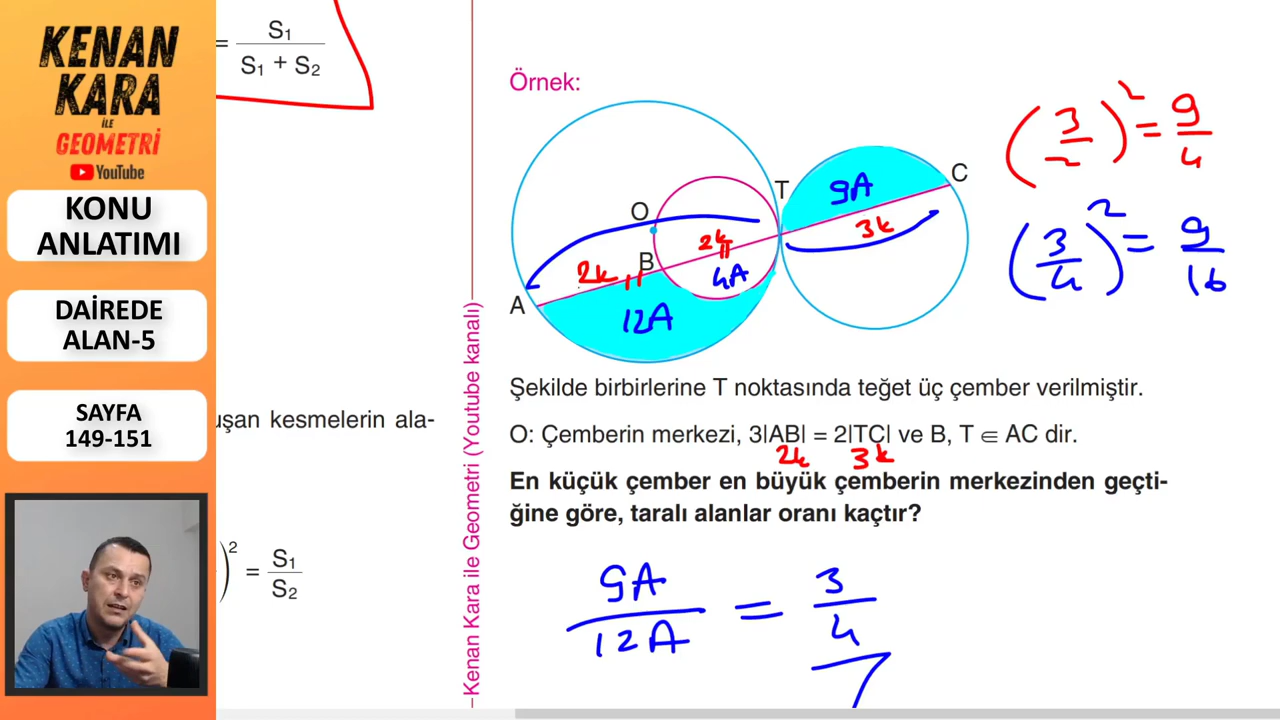 KENAN
KARA
İLE
GEOMETRİ
YouTube
KONU
ANLATIMI
DAİREDE
ALAN-5
SAYFA
149-151
= S₁ / (S₁ + S₂)
uşan kesmelerin ala-
)² = S₁ / S₂
Kenan Kara ile Geometri (Youtube kanalı)
Örnek:
O
T
C
B
A
9A
3k
2k
2k
4A
12A
(3/2)² = 9/4
(3/4)² = 9/16
Şekilde birbirlerine T noktasında teğet üç çember verilmiştir.
O: Çemberin merkezi, 3|AB| = 2|TC| ve B, T ∈ AC dir.
2k 3k
En küçük çember en büyük çemberin merkezinden geçti-
ğine göre, taralı alanlar oranı kaçtır?
9A/12A = 3/4